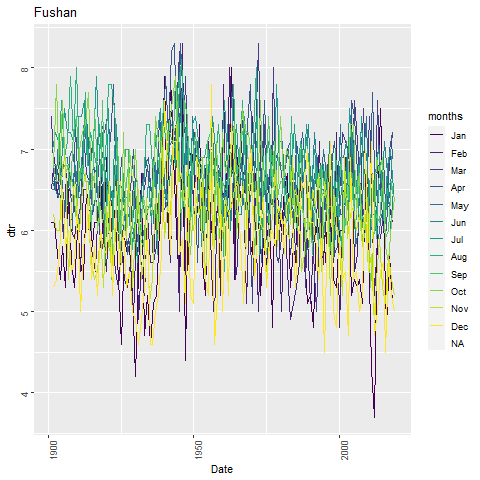 Fushan
8
7
6
5
4
dtr
1900
1950
2000
Date
months
Jan
Feb
Mar
Apr
May
Jun
Jul
Aug
Sep
Oct
Nov
Dec
NA